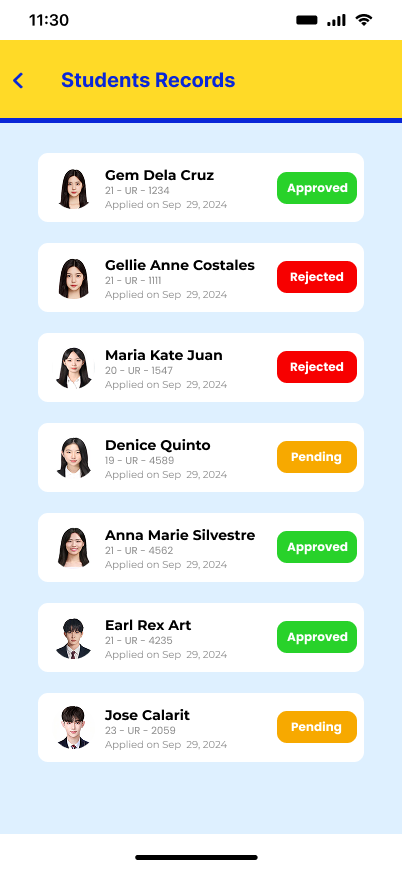 11:30
Students Records
Gem Dela Cruz
21 - UR - 1234
Applied on Sep 29, 2024
Approved
Gellie Anne Costales
21 - UR - 1111
Applied on Sep 29, 2024
Rejected
Maria Kate Juan
20 - UR - 1547
Applied on Sep 29, 2024
Rejected
Denice Quinto
19 - UR - 4589
Applied on Sep 29, 2024
Pending
Anna Marie Silvestre
21 - UR - 4562
Applied on Sep 29, 2024
Approved
Earl Rex Art
21 - UR - 4235
Applied on Sep 29, 2024
Approved
Jose Calarit
23 - UR - 2059
Applied on Sep 29, 2024
Pending